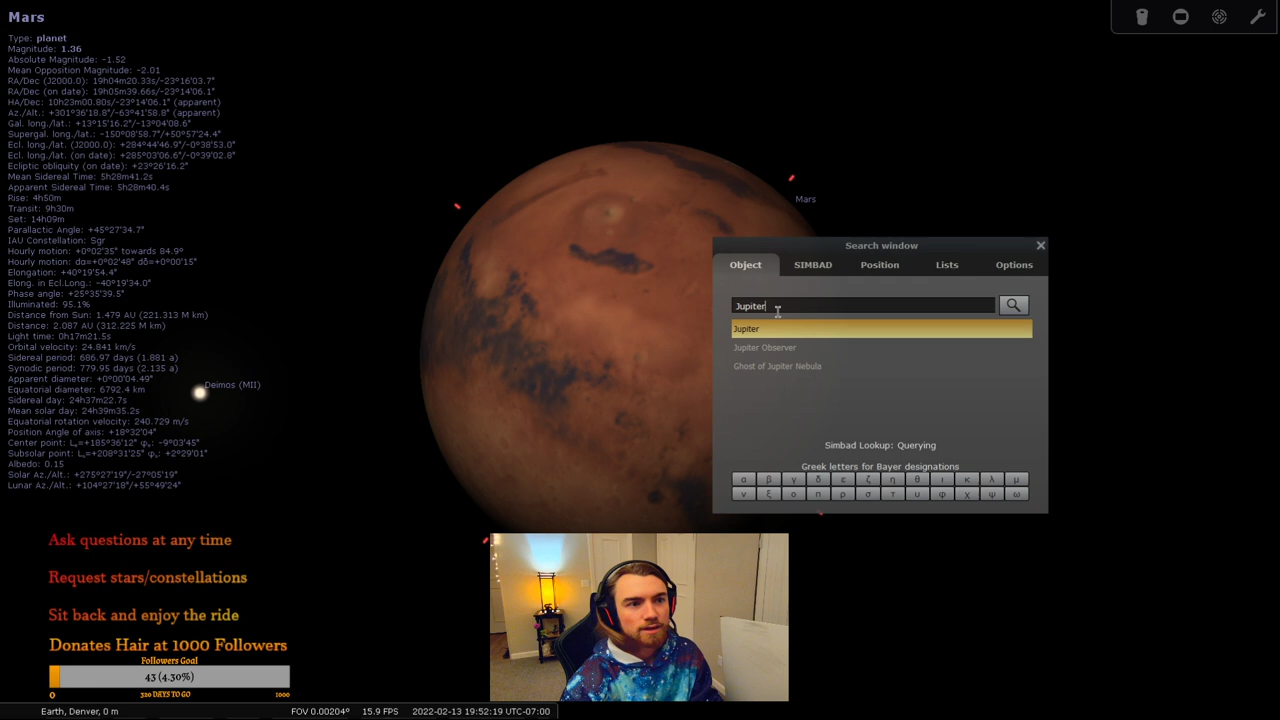 Mars
Type: planet
Magnitude: 1.36
Absolute Magnitude: -1.52
Mean Opposition Magnitude: -2.01
RA/Dec (J2000.0): 19h04m20.33s/-23°16'03.7"
RA/Dec (on date): 19h05m39.66s/-23°14'06.1"
HA/Dec: 10h23m00.80s/-23°14'06.1" (apparent)
Az./Alt.: +301°36'18.8"/-63°41'58.8" (apparent)
Gal. long./lat.: +13°15'16.2"/-13°04'08.6"
Supergal. long./lat.: -150°08'58.7"/+50°57'24.4"
Ecl. long./lat. (J2000.0): +284°44'46.9"/-0°38'53.0"
Ecl. long./lat. (on date): +285°03'06.6"/-0°39'02.8"
Ecliptic obliquity (on date): +23°26'16.2"
Mean Sidereal Time: 5h28m41.2s
Apparent Sidereal Time: 5h28m40.4s
Rise: 4h50m
Transit: 9h30m
Set: 14h09m
Parallactic Angle: +45°27'34.7"
IAU Constellation: Sgr
Hourly motion: +0°02'35" towards 84.9°
Hourly motion: dα=+0°02'48" dδ=+0°00'15"
Elongation: +40°19'54.4"
Elong. in Ecl.Long.: -40°19'34.0"
Phase angle: +25°35'39.5"
Illuminated: 95.1%
Distance from Sun: 1.479 AU (221.313 M km)
Distance: 2.087 AU (312.225 M km)
Light time: 0h17m21.5s
Orbital velocity: 24.841 km/s
Sidereal period: 686.97 days (1.881 a)
Synodic period: 779.95 days (2.135 a)
Apparent diameter: +0°00'04.49"
Equatorial diameter: 6792.4 km
Sidereal day: 24h37m22.7s
Mean solar day: 24h39m35.2s
Equatorial rotation velocity: 240.729 m/s
Position Angle of axis: +18°32'04"
Center point: L☉=+185°36'12" φ: -9°03'45"
Subsolar point: L☉=+208°31'25" φ: +2°29'01"
Albedo: 0.15
Solar Az./Alt.: +275°27'19"/-27°05'19"
Lunar Az./Alt.: +104°27'18"/+55°49'24"
Mars
Deimos (MII)
Search window
Object SIMBAD Position Lists Options
Jupiter
Jupiter
Jupiter Observer
Ghost of Jupiter Nebula
Simbad Lookup: Querying
Greek letters for Bayer designations
α β γ δ ε ζ η θ ι κ λ μ
ν ξ ο π ρ σ τ υ φ χ ψ ω
Ask questions at any time
Request stars/constellations
Sit back and enjoy the ride
Donates Hair at 1000 Followers
Followers Goal
43 (4.30%)
0 320 DAYS TO GO 1000
Earth, Denver, 0 m FOV 0.00204° 15.9 FPS 2022-02-13 19:52:19 UTC-07:00